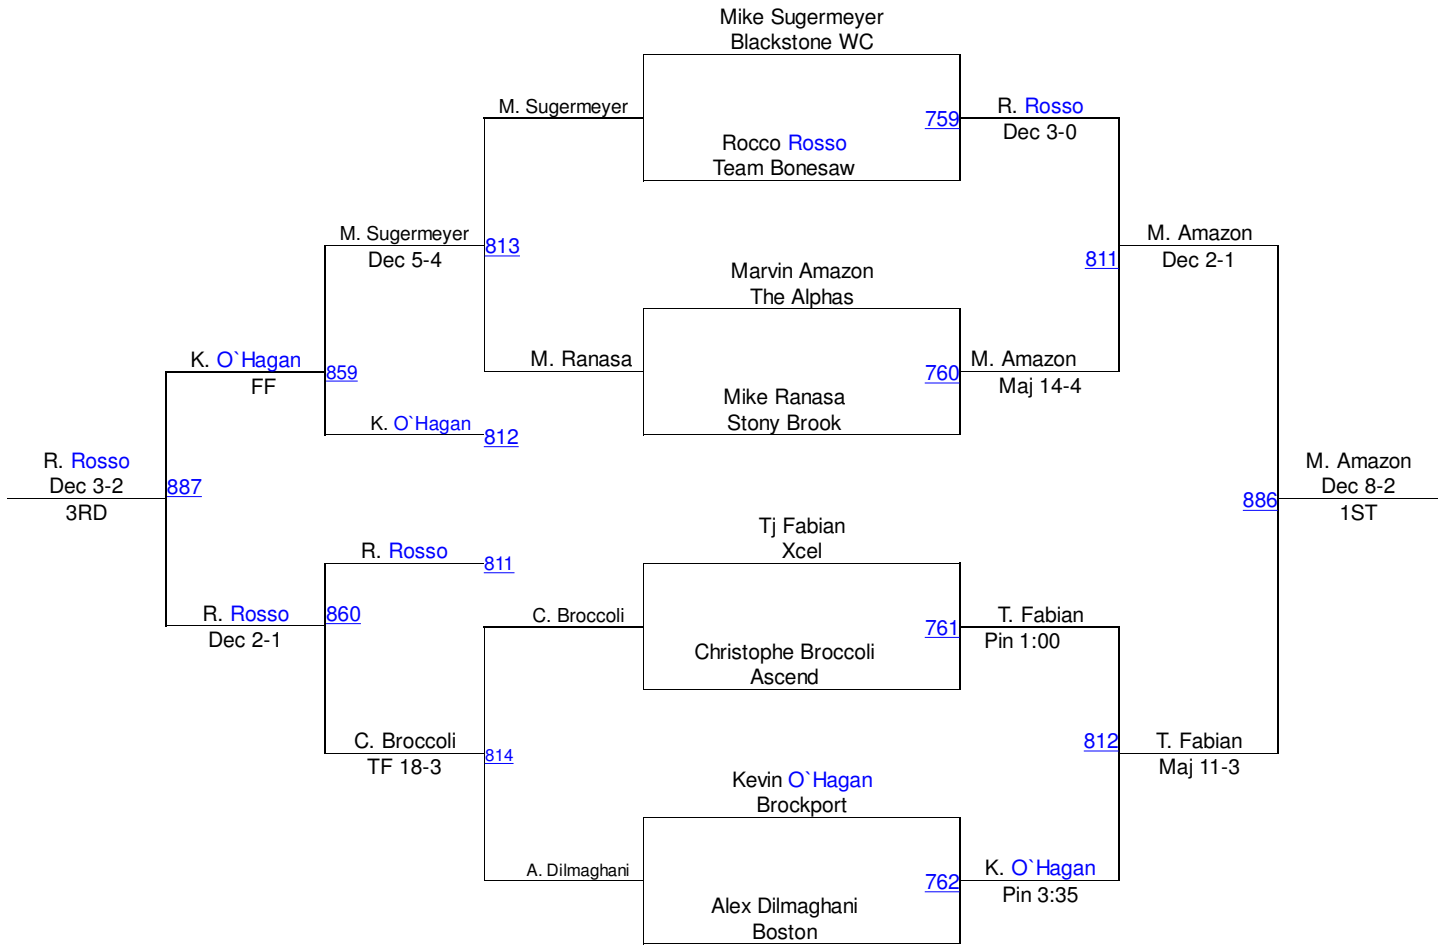 Mike Sugermeyer
Blackstone WC
M. Sugermeyer
759
R. Rosso
Dec 3-0
Rocco Rosso
Team Bonesaw
M. Sugermeyer
Dec 5-4
813
M. Amazon
Dec 2-1
811
Marvin Amazon
The Alphas
K. O`Hagan
FF
859
M. Ranasa
760
M. Amazon
Maj 14-4
Mike Ranasa
Stony Brook
K. O`Hagan
812
R. Rosso
Dec 3-2
3RD
887
M. Amazon
Dec 8-2
1ST
886
Tj Fabian
Xcel
R. Rosso
811
R. Rosso
Dec 2-1
860
C. Broccoli
761
T. Fabian
Pin 1:00
Christophe Broccoli
Ascend
C. Broccoli
TF 18-3
814
812
T. Fabian
Maj 11-3
Kevin O`Hagan
Brockport
A. Dilmaghani
762
K. O`Hagan
Pin 3:35
Alex Dilmaghani
Boston